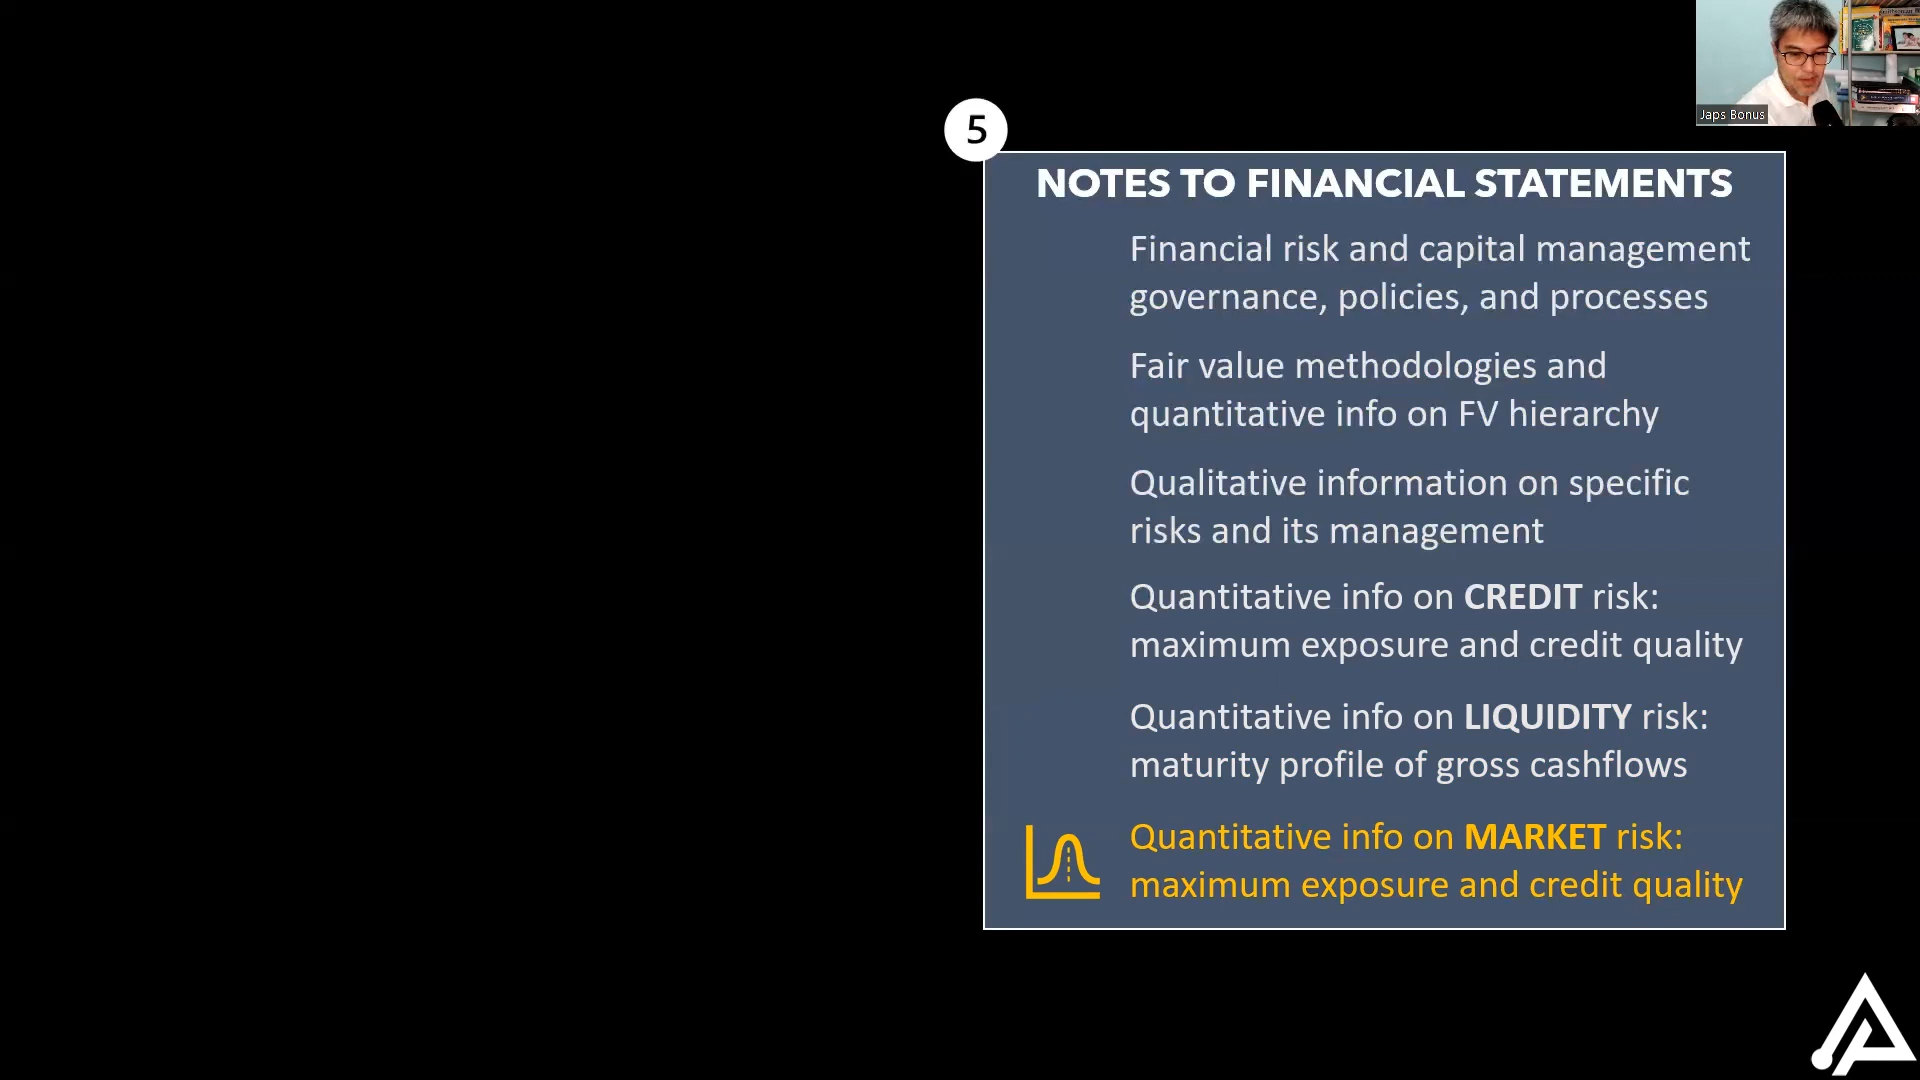 Japs Bonus
5
NOTES TO FINANCIAL STATEMENTS
Financial risk and capital management
governance, policies, and processes
Fair value methodologies and
quantitative info on FV hierarchy
Qualitative information on specific
risks and its management
Quantitative info on CREDIT risk:
maximum exposure and credit quality
Quantitative info on LIQUIDITY risk:
maturity profile of gross cashflows
Quantitative info on MARKET risk:
maximum exposure and credit quality